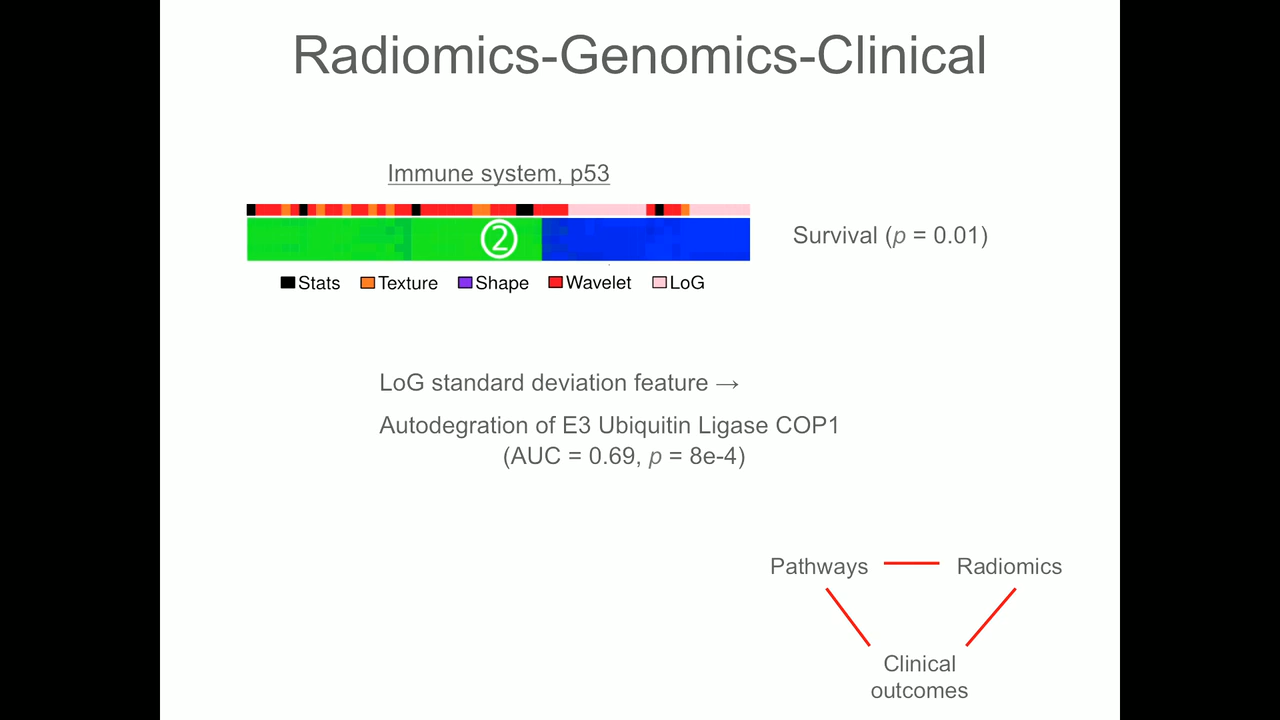 Radiomics-Genomics-Clinical
Immune system, p53
②
Survival (p = 0.01)
Stats Texture Shape Wavelet LoG
LoG standard deviation feature →
Autodegration of E3 Ubiquitin Ligase COP1
(AUC = 0.69, p = 8e-4)
Pathways Radiomics
Clinical
outcomes